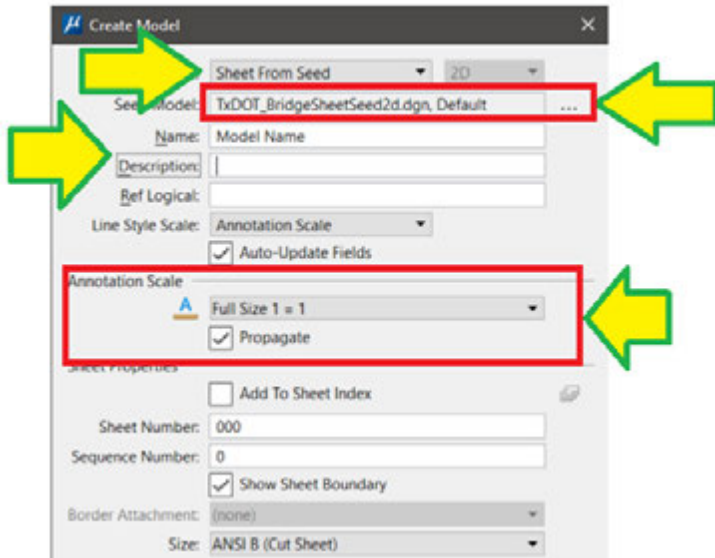 Create Model
Sheet From Seed 2D
Seed Model: TxDOT_BridgeSheetSeed2d.dgn, Default ...
Name: Model Name
Description:
Ref Logical:
Line Style Scale: Annotation Scale
Auto-Update Fields
Annotation Scale
A Full Size 1 = 1
Propagate
Sheet Properties
Add To Sheet Index
Sheet Number: 000
Sequence Number: 0
Show Sheet Boundary
Border Attachment: (none)
Size: ANSI B (Cut Sheet)